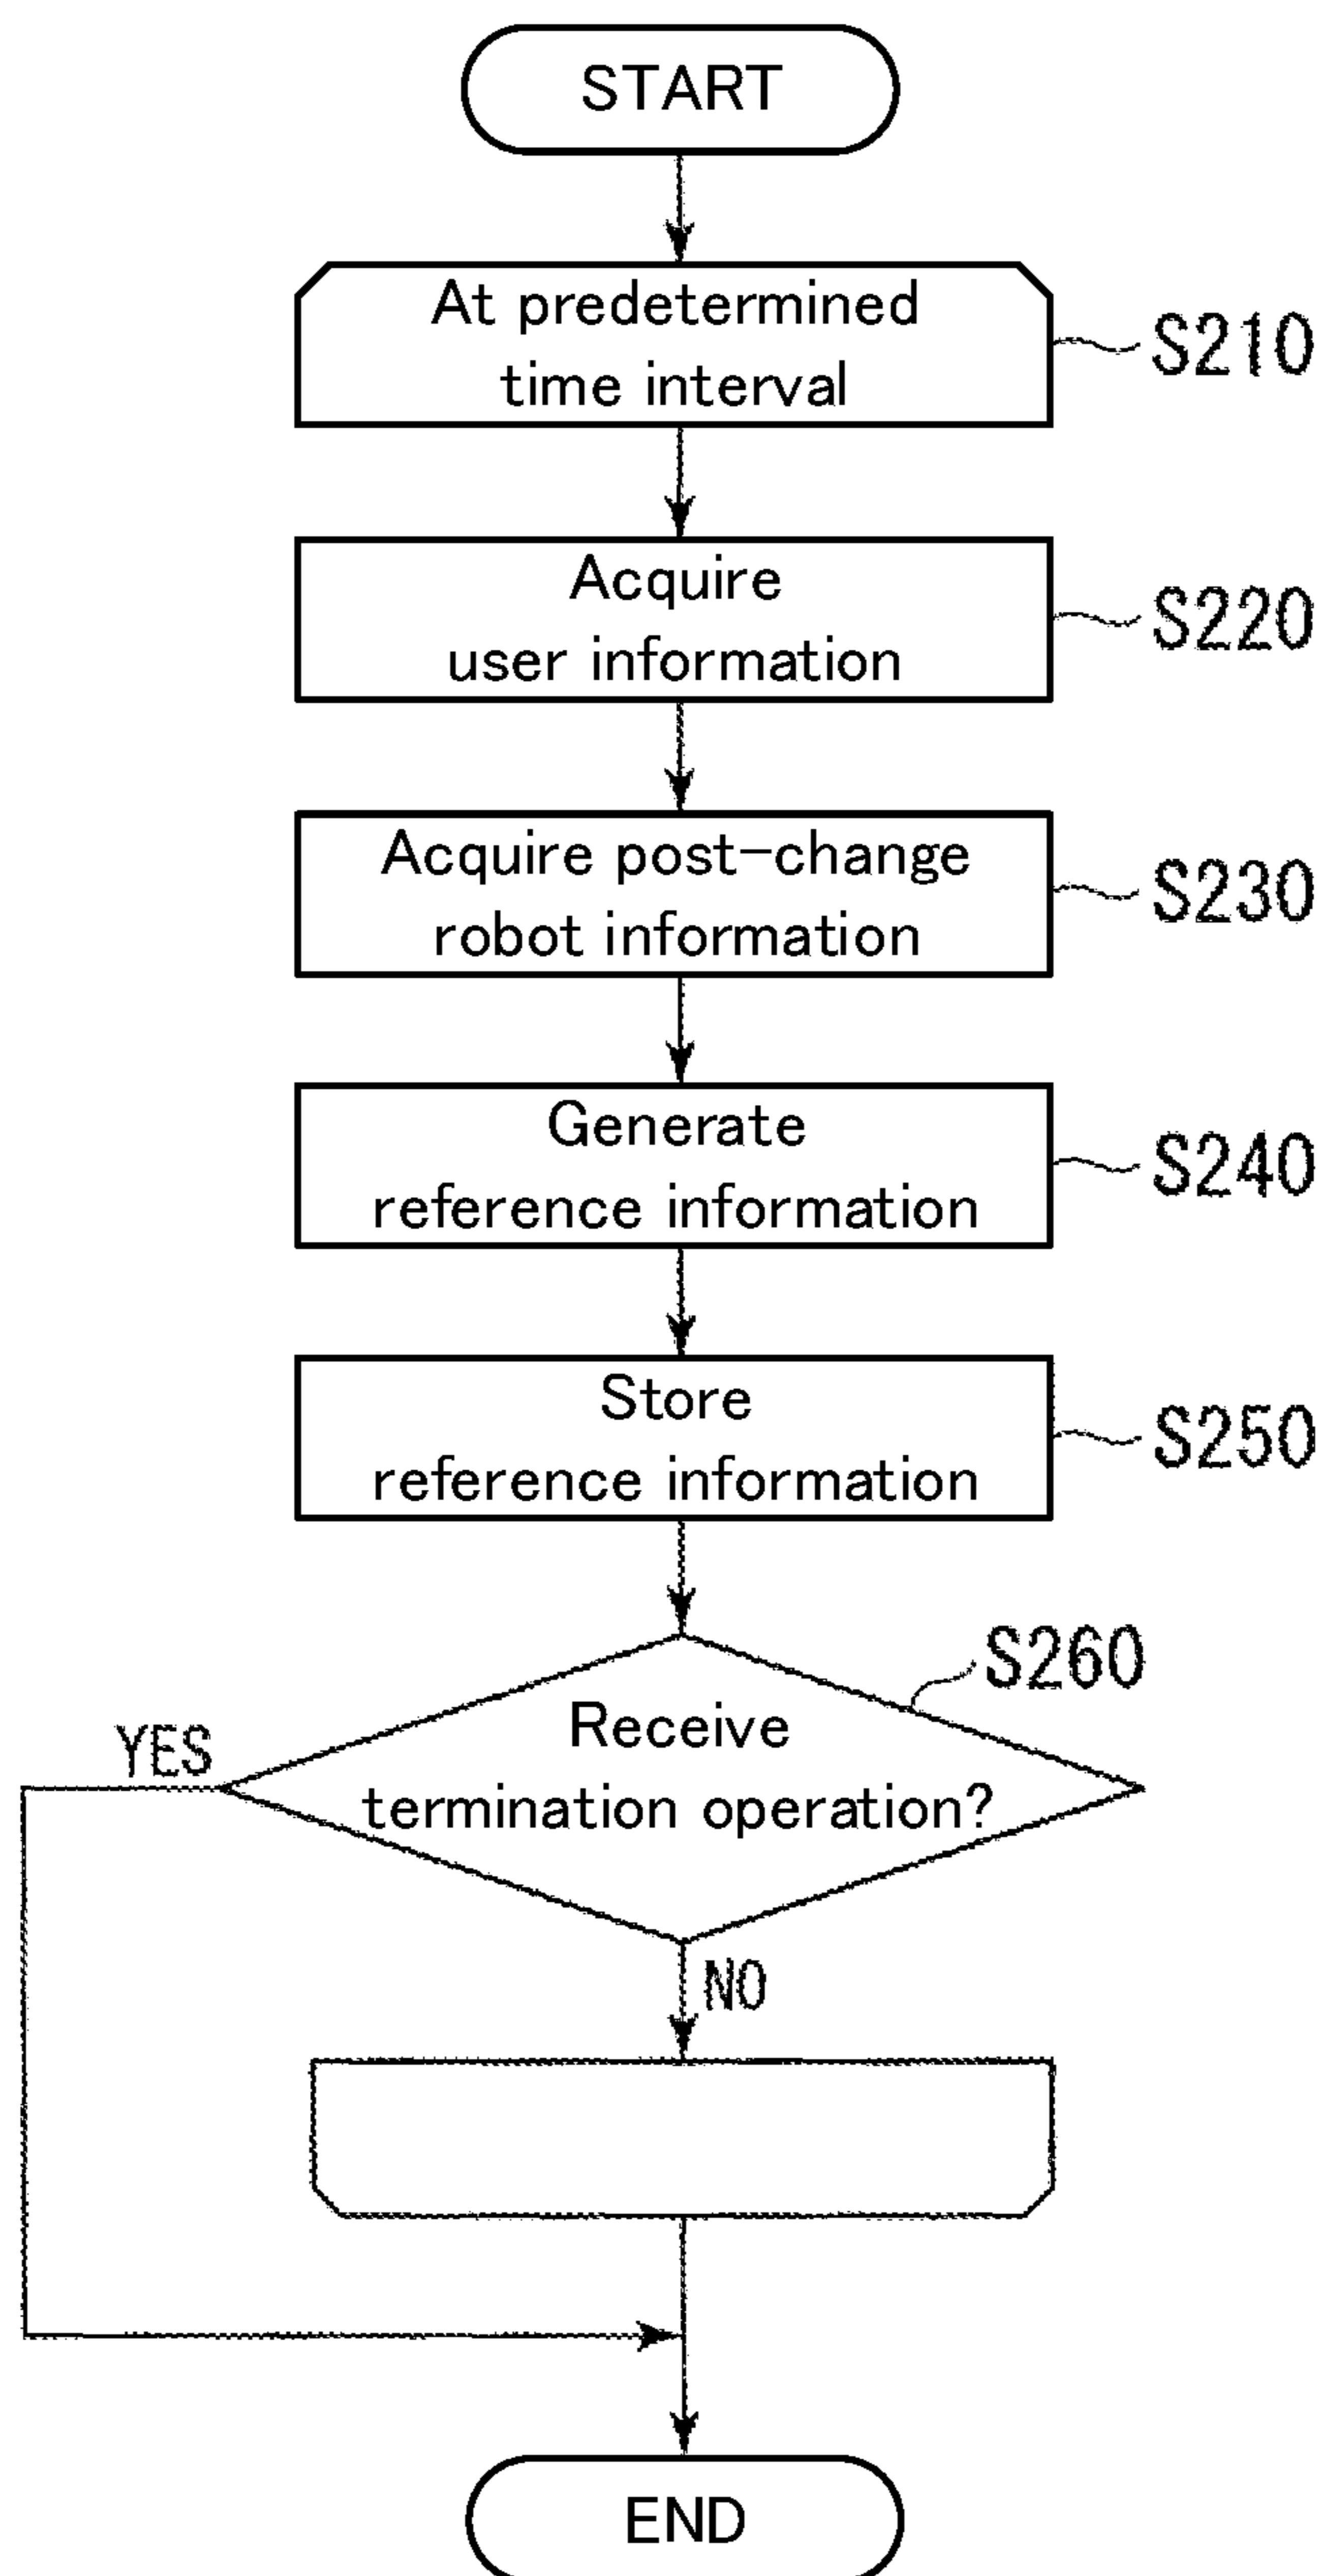 START
At predetermined
time interval
S210
Acquire
user information
S220
Acquire post-change
robot information
S230
Generate
reference information
S240
Store
reference information
S250
S260
Receive
termination operation?
YES
NO
END